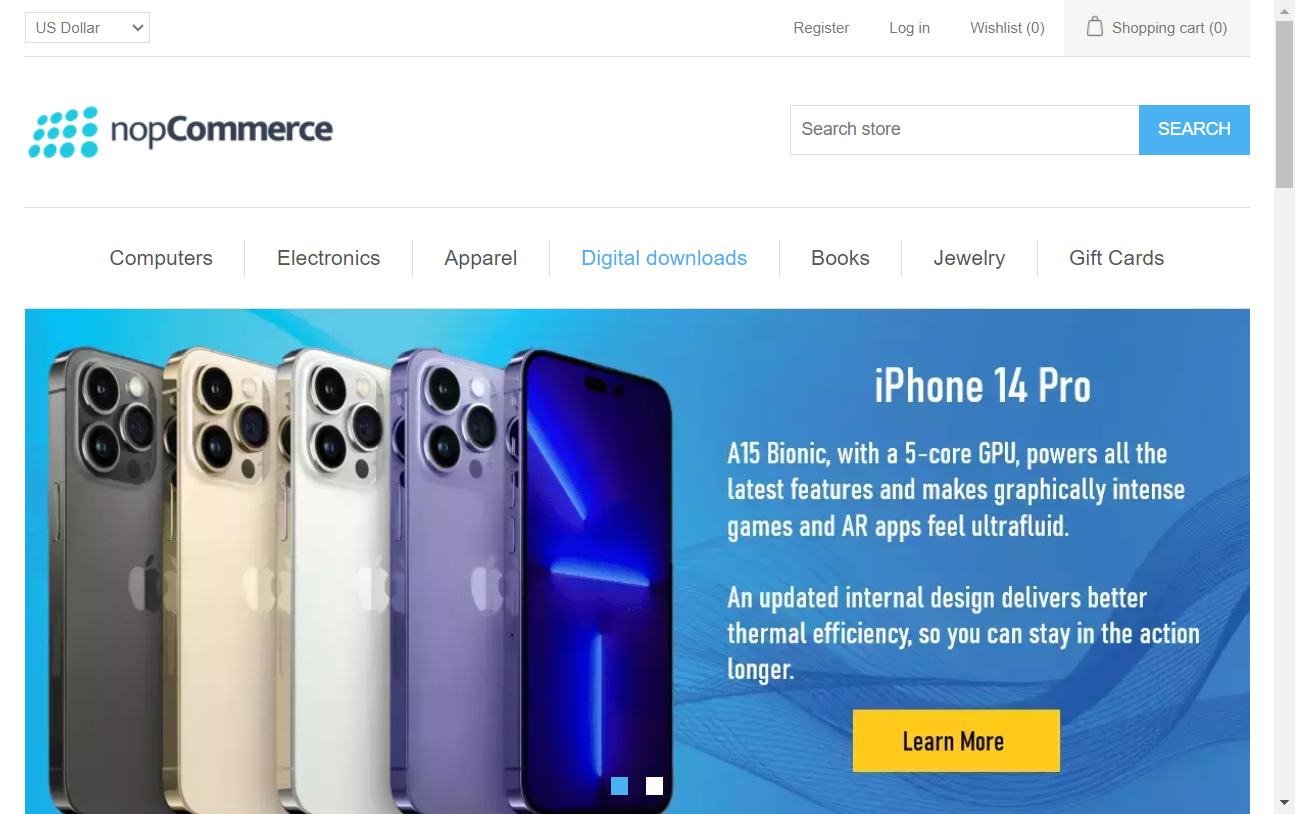 US Dollar
Register
Log in
Wishlist (0)
Shopping cart (0)
nopCommerce
Search store
SEARCH
Computers
Electronics
Apparel
Digital downloads
Books
Jewelry
Gift Cards
iPhone 14 Pro
A15 Bionic, with a 5-core GPU, powers all the
latest features and makes graphically intense
games and AR apps feel ultrafluid.
An updated internal design delivers better
thermal efficiency, so you can stay in the action
longer.
Learn More